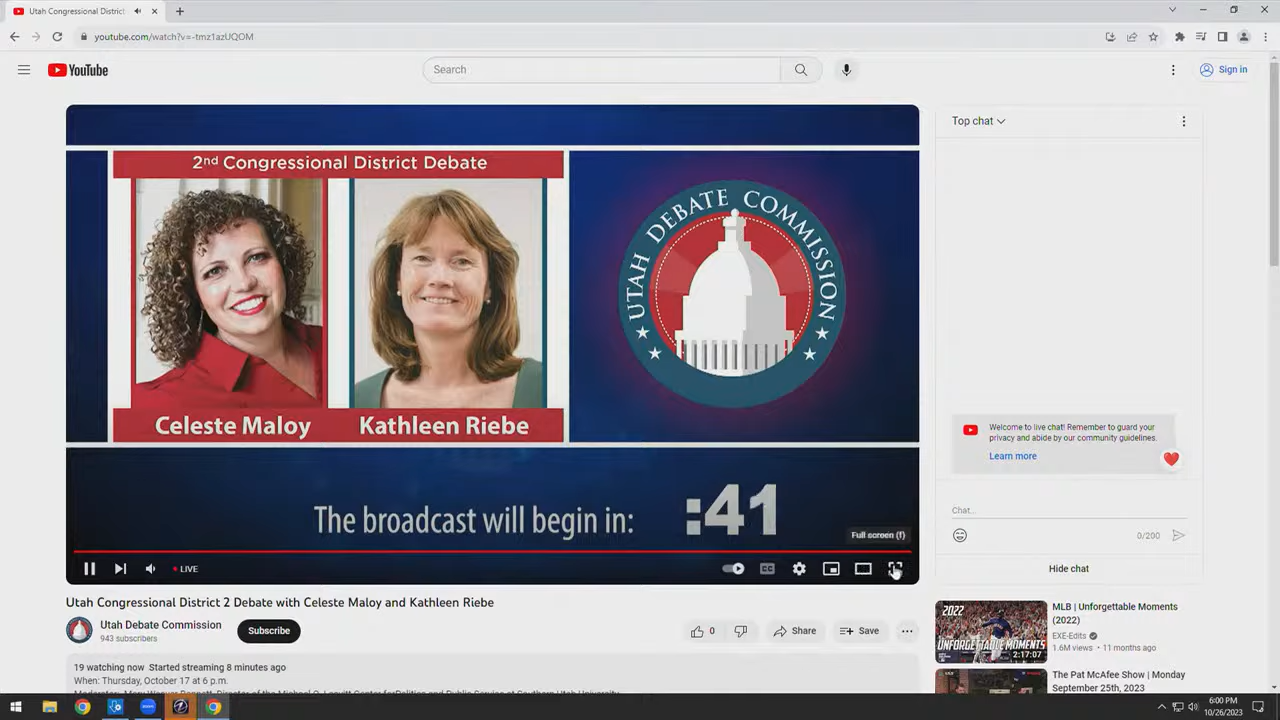 Utah Congressional District
youtube.com/watch?v=-tmz1azUQOM
YouTube
Search
Sign in
2nd Congressional District Debate
Celeste Maloy
Kathleen Riebe
UTAH DEBATE COMMISSION
The broadcast will begin in: :41
Full screen (f)
LIVE
CC
Utah Congressional District 2 Debate with Celeste Maloy and Kathleen Riebe
Utah Debate Commission
943 subscribers
Subscribe
0
Share
Save
19 watching now Started streaming 8 minutes ago
When: Thursday, October 17 at 6 p.m.
Top chat
Welcome to live chat! Remember to guard your
privacy and abide by our community guidelines.
Learn more
Chat...
0/200
Hide chat
2022
UNFORGETTABLE MOMENTS
2:17:07
MLB | Unforgettable Moments
(2022)
EXE-Edits
1.6M views • 11 months ago
The Pat McAfee Show | Monday
September 25th, 2023
6:00 PM
10/26/2023